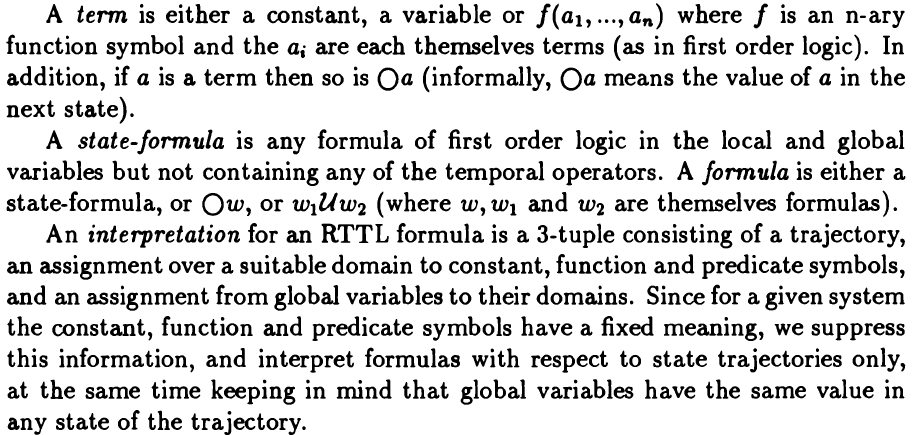 A term is either a constant, a variable or f(a₁, ..., aₙ) where f is an n-ary
function symbol and the aᵢ are each themselves terms (as in first order logic). In
addition, if a is a term then so is ◯a (informally, ◯a means the value of a in the
next state).
A state-formula is any formula of first order logic in the local and global
variables but not containing any of the temporal operators. A formula is either a
state-formula, or ◯w, or w₁𝒰w₂ (where w, w₁ and w₂ are themselves formulas).
An interpretation for an RTTL formula is a 3-tuple consisting of a trajectory,
an assignment over a suitable domain to constant, function and predicate symbols,
and an assignment from global variables to their domains. Since for a given system
the constant, function and predicate symbols have a fixed meaning, we suppress
this information, and interpret formulas with respect to state trajectories only,
at the same time keeping in mind that global variables have the same value in
any state of the trajectory.